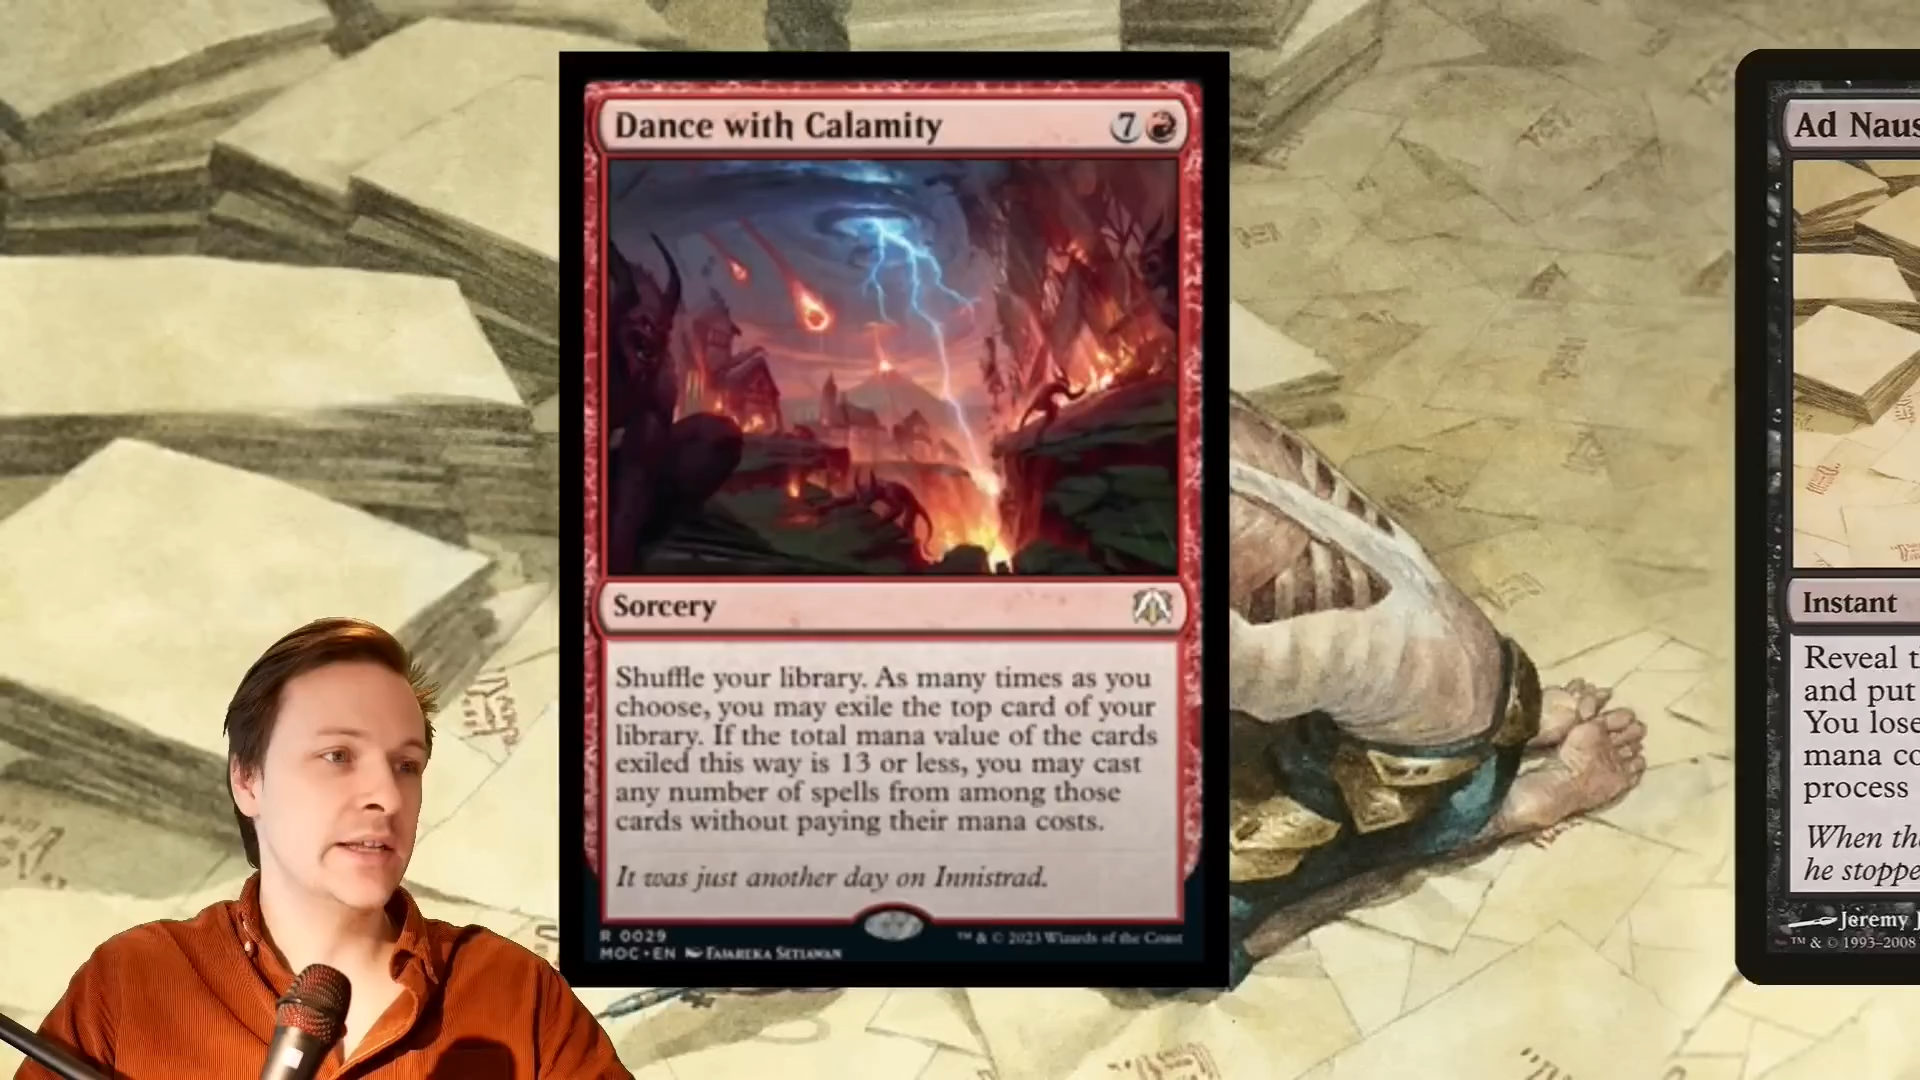 Dance with Calamity
7
Sorcery
Shuffle your library. As many times as you
choose, you may exile the top card of your
library. If the total mana value of the cards
exiled this way is 13 or less, you may cast
any number of spells from among those
cards without paying their mana costs.
It was just another day on Innistrad.
R 0029
™ & © 2023 Wizards of the Coast
MOC • EN FAJAREKA SETIAWAN
Ad Naus
Instant
Reveal t
and put
You lose
mana co
process
When the
he stoppe
Jeremy J
™ & © 1993-2008